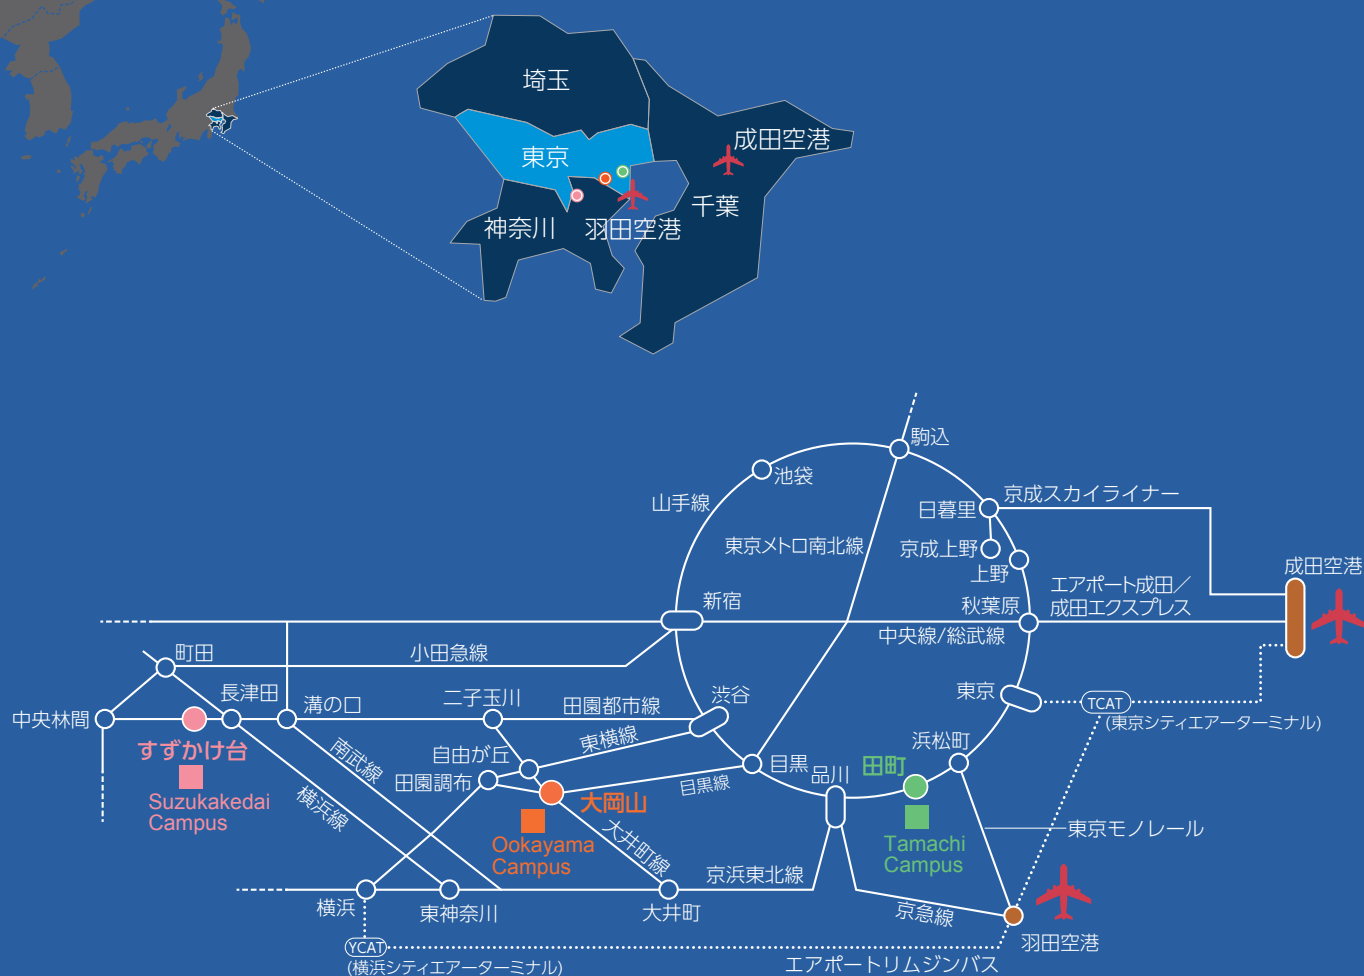 埼玉
成田空港
東京
千葉
神奈川
羽田空港
駒込
池袋
京成スカイライナー
山手線
日暮里
東京メトロ南北線
京成上野
上野
成田空港
エアポート成田／
成田エクスプレス
新宿
秋葉原
中央線/総武線
町田
小田急線
長津田
東京
渋谷
二子玉川
溝の口
田園都市線
TCAT
中央林間
(東京シティエアーターミナル)
東横線
浜松町
すずかけ台
南武線
自由が丘
目黒
品川
田町
田園調布
目黒線
Suzukakedai
Campus
横浜線
大岡山
東京モノレール
Ookayama
Campus
大井町線
Tamachi
Campus
京浜東北線
横浜
東神奈川
大井町
京急線
羽田空港
YCAT
(横浜シティエアーターミナル)
エアポートリムジンバス